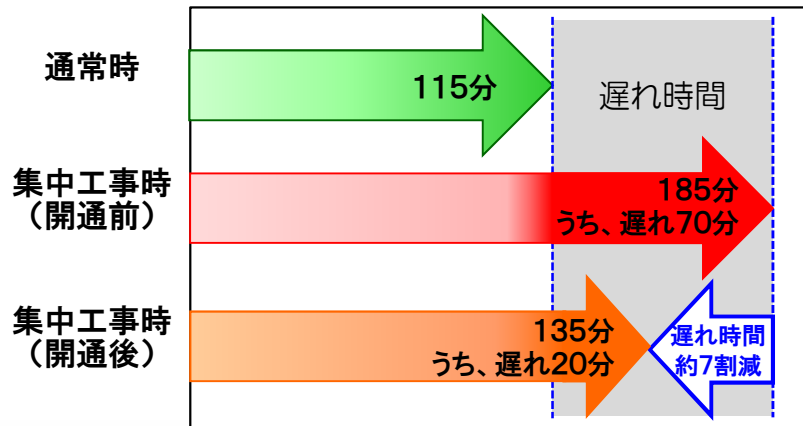 通常時
115分
遅れ時間
集中工事時
（開通前）
185分
うち、遅れ70分
集中工事時
（開通後）
135分
うち、遅れ20分
遅れ時間
約7割減